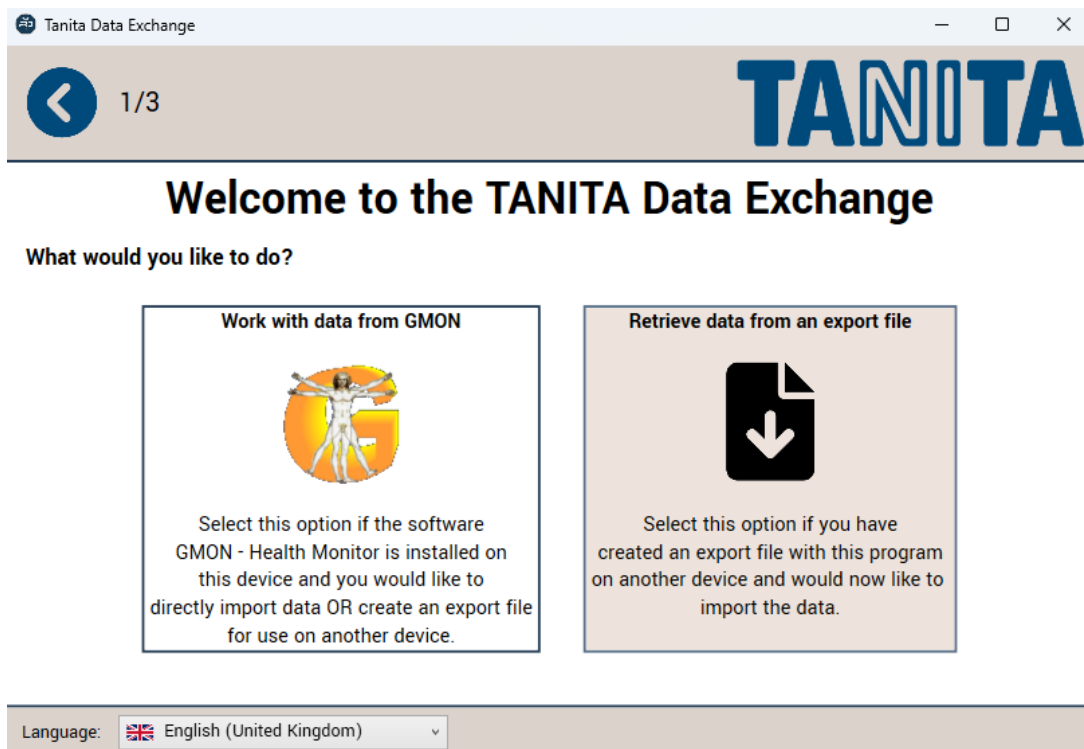 Tanita Data Exchange
1/3
TANITA
Welcome to the TANITA Data Exchange
What would you like to do?
Work with data from GMON
G
Select this option if the software
GMON - Health Monitor is installed on
this device and you would like to
directly import data OR create an export file
for use on another device.
Retrieve data from an export file
Select this option if you have
created an export file with this program
on another device and would now like to
import the data.
Language: English (United Kingdom)